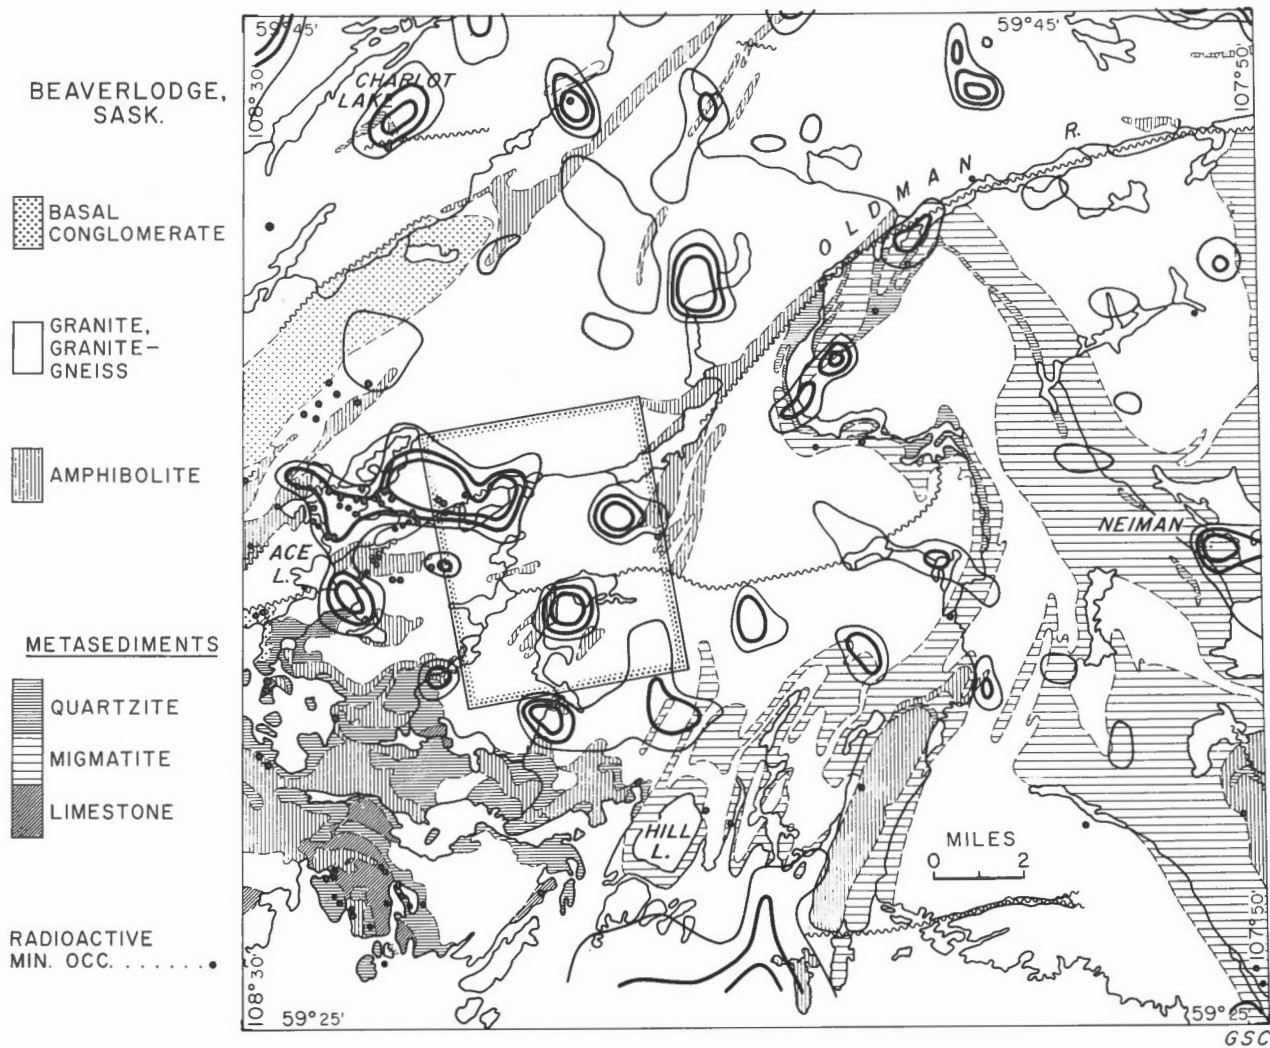 BEAVERLODGE,
SASK.
BASAL
CONGLOMERATE
GRANITE,
GRANITE—
GNEISS
AMPHIBOLITE
METASEDIMENTS
QUARTZITE
MIGMATITE
LIMESTONE
RADIOACTIVE
MIN. OCC. . . . . . . .
59°45'
59°45'
108°30'
107°50'
CHARLOT
LAKE
OLDMAN R.
NEIMAN
ACE
L.
HILL
L.
MILES
0 2
108°30'
59°25'
107°50'
59°25'
GSC